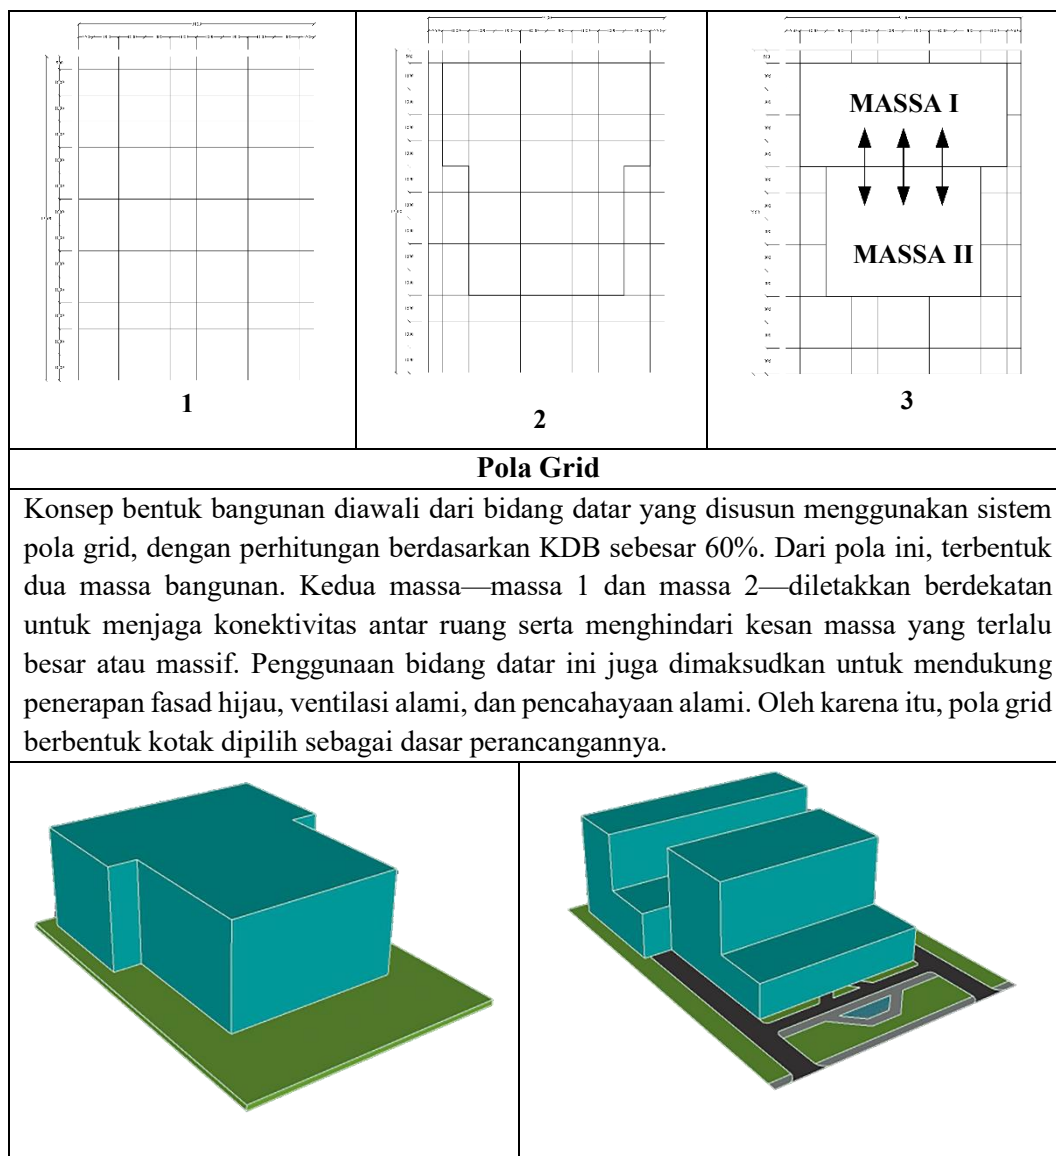 MASSA I
MASSA II
1
2
3
Pola Grid
Konsep bentuk bangunan diawali dari bidang datar yang disusun menggunakan sistem
pola grid, dengan perhitungan berdasarkan KDB sebesar 60%. Dari pola ini, terbentuk
dua massa bangunan. Kedua massa—massa 1 dan massa 2—diletakkan berdekatan
untuk menjaga konektivitas antar ruang serta menghindari kesan massa yang terlalu
besar atau massif. Penggunaan bidang datar ini juga dimaksudkan untuk mendukung
penerapan fasad hijau, ventilasi alami, dan pencahayaan alami. Oleh karena itu, pola grid
berbentuk kotak dipilih sebagai dasar perancangannya.